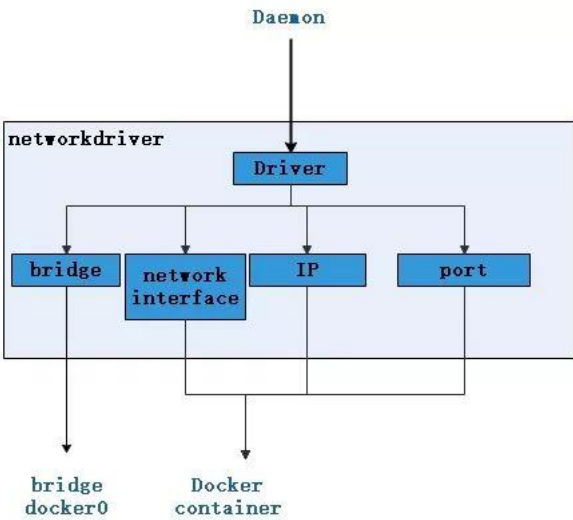 Daemon
networkdriver
Driver
bridge
network
interface
IP
port
bridge
docker0
Docker
container